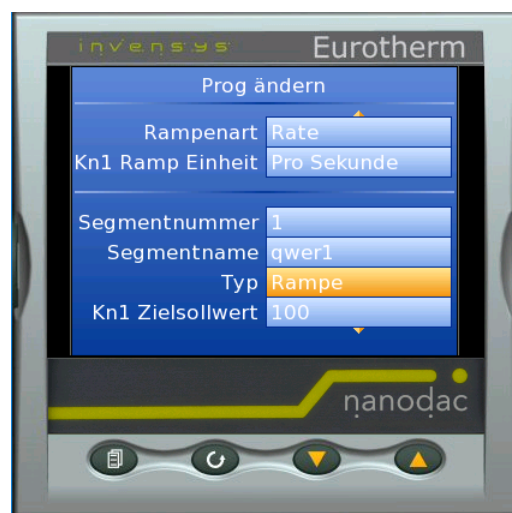 invensys Eurotherm
Prog ändern
Rampenart Rate
Kn1 Ramp Einheit Pro Sekunde
Segmentnummer 1
Segmentname qwer1
Typ Rampe
Kn1 Zielsollwert 100
nanodac